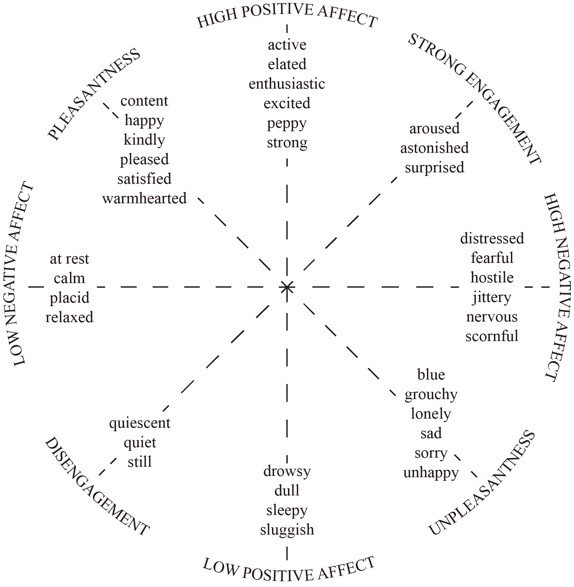 HIGH POSITIVE AFFECT
active
elated
enthusiastic
excited
peppy
strong
STRONG ENGAGEMENT
aroused
astonished
surprised
HIGH NEGATIVE AFFECT
distressed
fearful
hostile
jittery
nervous
scornful
UNPLEASANTNESS
blue
grouchy
lonely
sad
sorry
unhappy
LOW POSITIVE AFFECT
drowsy
dull
sleepy
sluggish
DISENGAGEMENT
quiescent
quiet
still
LOW NEGATIVE AFFECT
at rest
calm
placid
relaxed
PLEASANTNESS
content
happy
kindly
pleased
satisfied
warmhearted